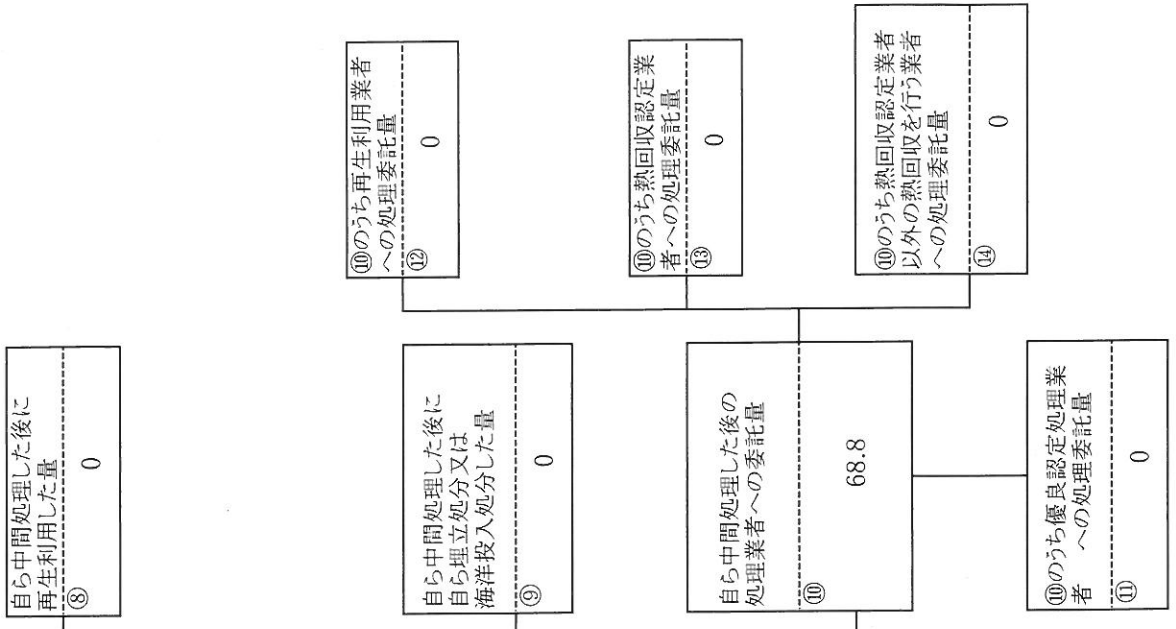 自ら中間処理した後に
再生利用した量
⑧
0
自ら中間処理した後に
自ら埋立処分又は
海洋投入処分した量
⑨
0
自ら中間処理した後の
処理業者への委託量
⑩
68.8
⑩のうち優良認定処理業
者 への処理委託量
⑪
0
⑩のうち再生利用業者
への処理委託量
⑫
0
⑩のうち熱回収認定業
者への処理委託量
⑬
0
⑩のうち熱回収認定業者
以外の熱回収を行う業者
への処理委託量
⑭
0